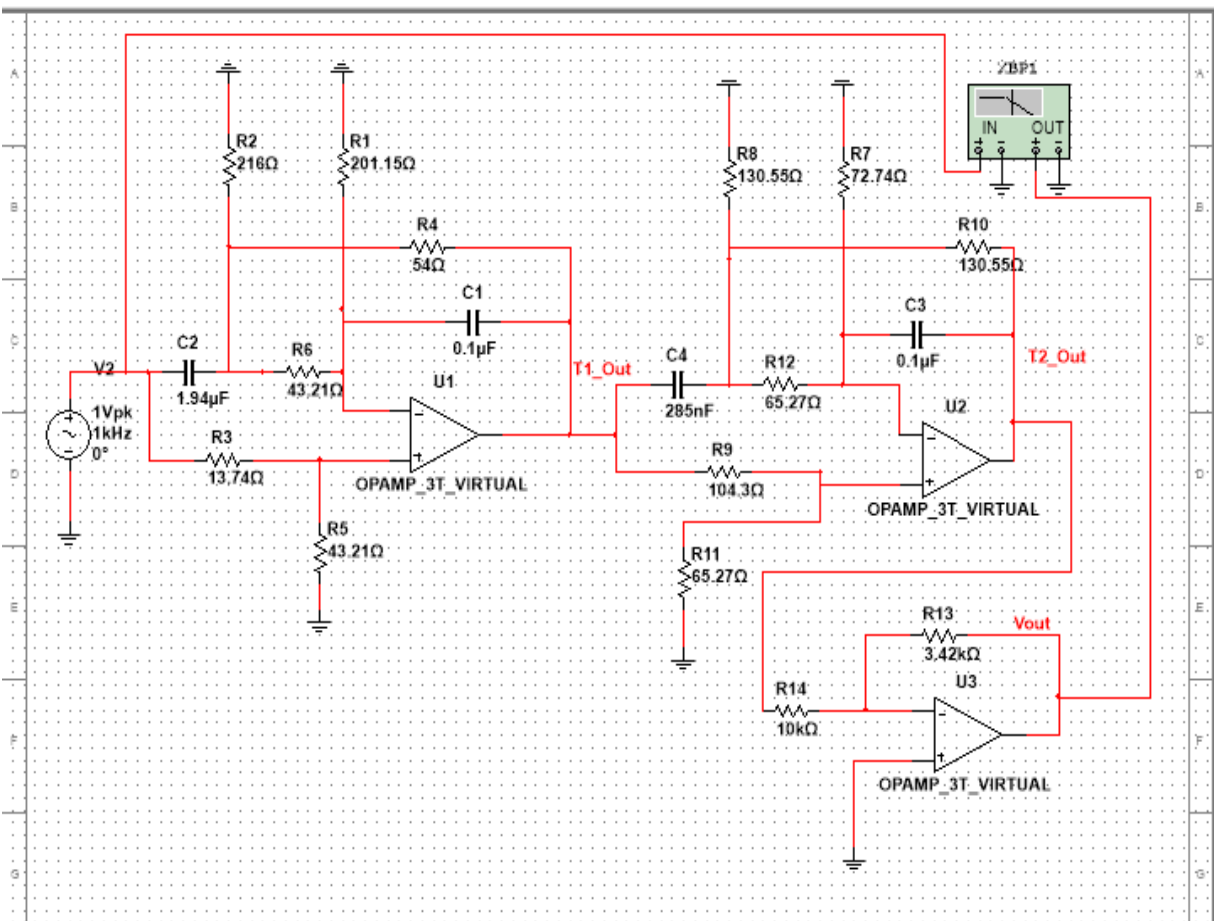 XBP1
IN OUT
R2
216Ω
R1
201.15Ω
R8
130.55Ω
R7
72.74Ω
R4
54Ω
R10
130.55Ω
C1
0.1µF
C3
0.1µF
C2
1.94µF
R6
43.21Ω
T1_Out
C4
285nF
R12
65.27Ω
T2_Out
V2
1Vpk
1kHz
0°
U1
U2
R3
13.74Ω
R9
104.3Ω
OPAMP_3T_VIRTUAL
OPAMP_3T_VIRTUAL
R5
43.21Ω
R11
65.27Ω
R13
3.42kΩ
Vout
U3
R14
10kΩ
OPAMP_3T_VIRTUAL
A
A
B
B
C
C
D
D
E
E
F
F
G
G